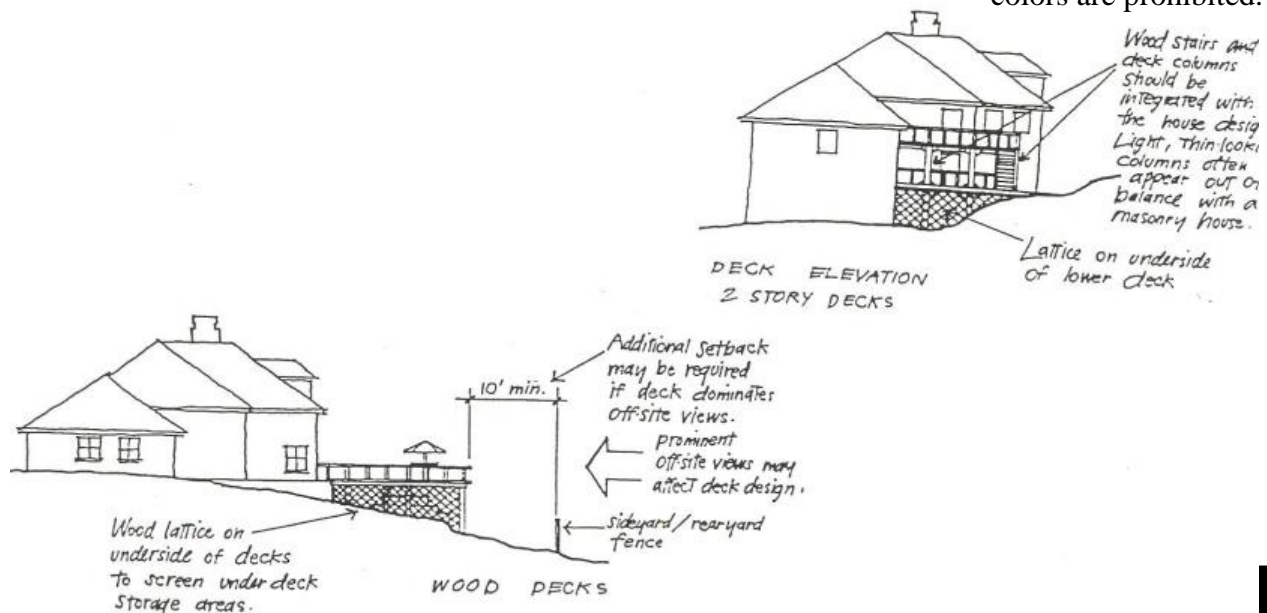 colors are prohibited.
Wood stairs and
deck columns
should be
integrated with
the house desig
Light, thin-looki
columns often
appear out o
balance with a
masonry house.
Lattice on underside
of lower deck
DECK ELEVATION
2 STORY DECKS
Additional setback
may be required
if deck dominates
off-site views.
10' min.
prominent
off-site views may
affect deck design.
sideyard/rearyard
fence
Wood lattice on
underside of decks
to screen under deck
storage areas.
WOOD DECKS